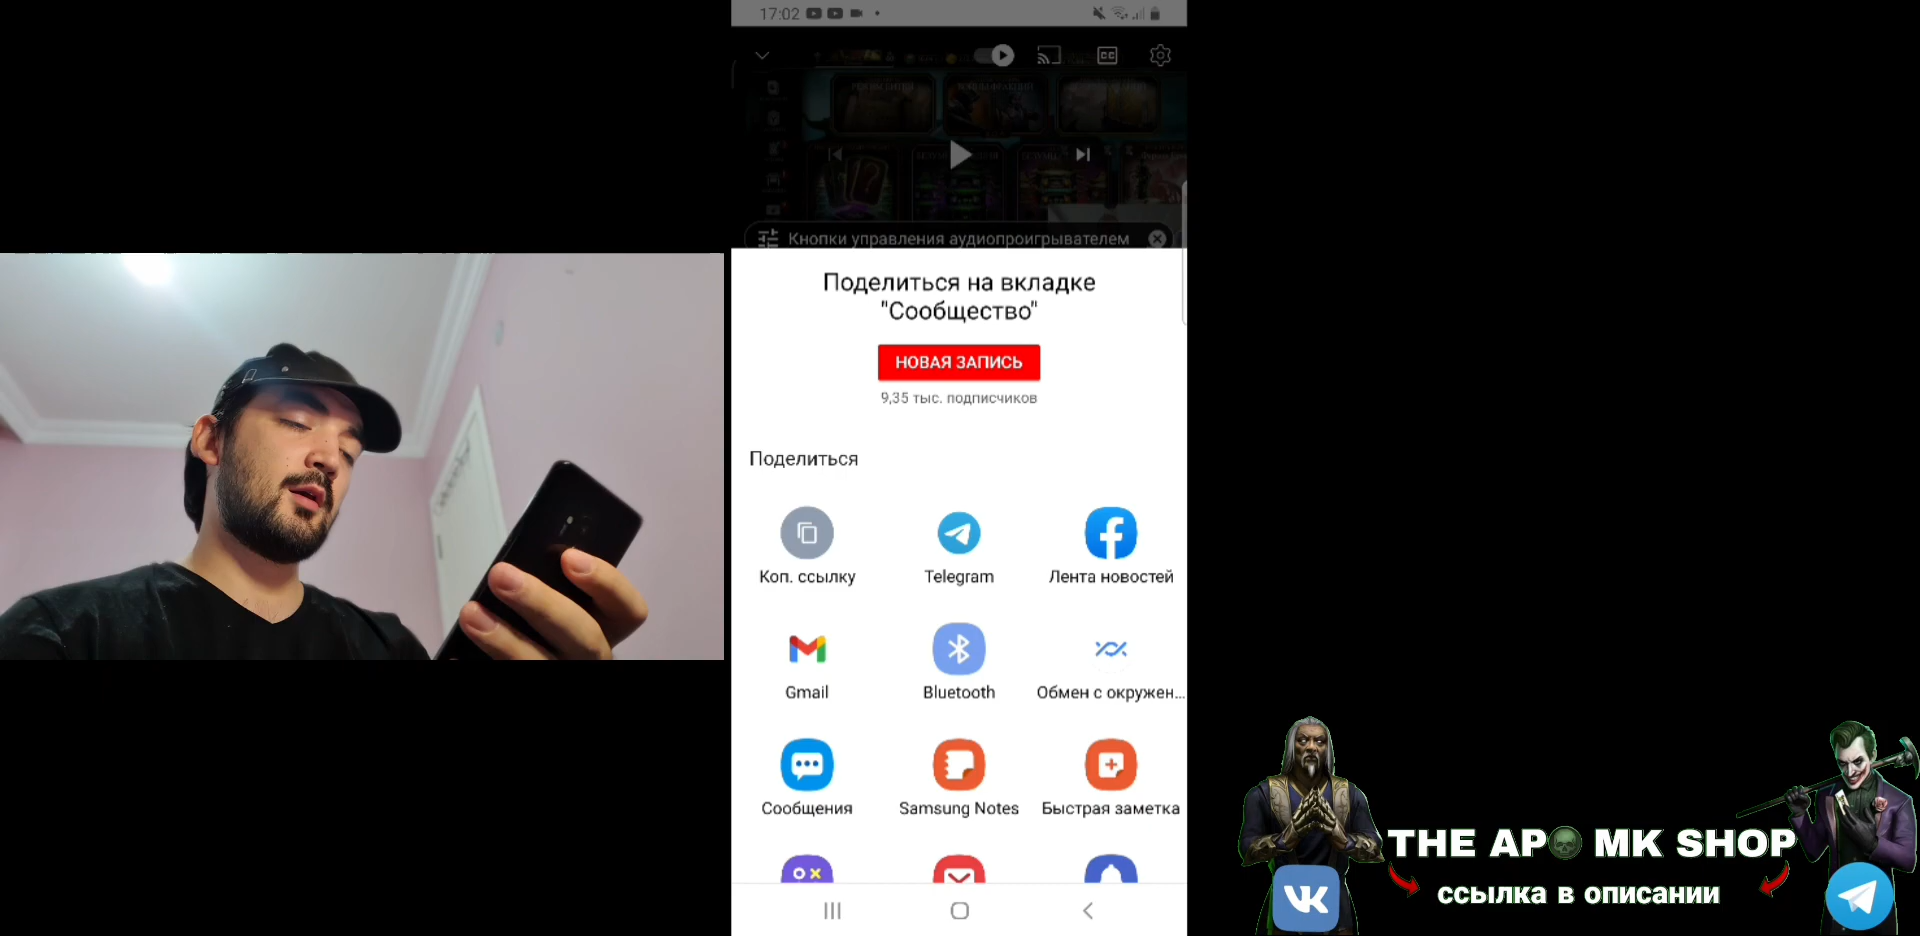 17:02
Кнопки управления аудиопроигрывателем
Поделиться на вкладке
"Сообщество"
НОВАЯ ЗАПИСЬ
9,35 тыс. подписчиков
Поделиться
Коп. ссылку
Telegram
Лента новостей
Gmail
Bluetooth
Обмен с окружен...
Сообщения
Samsung Notes
Быстрая заметка
THE APO MK SHOP
ссылка в описании